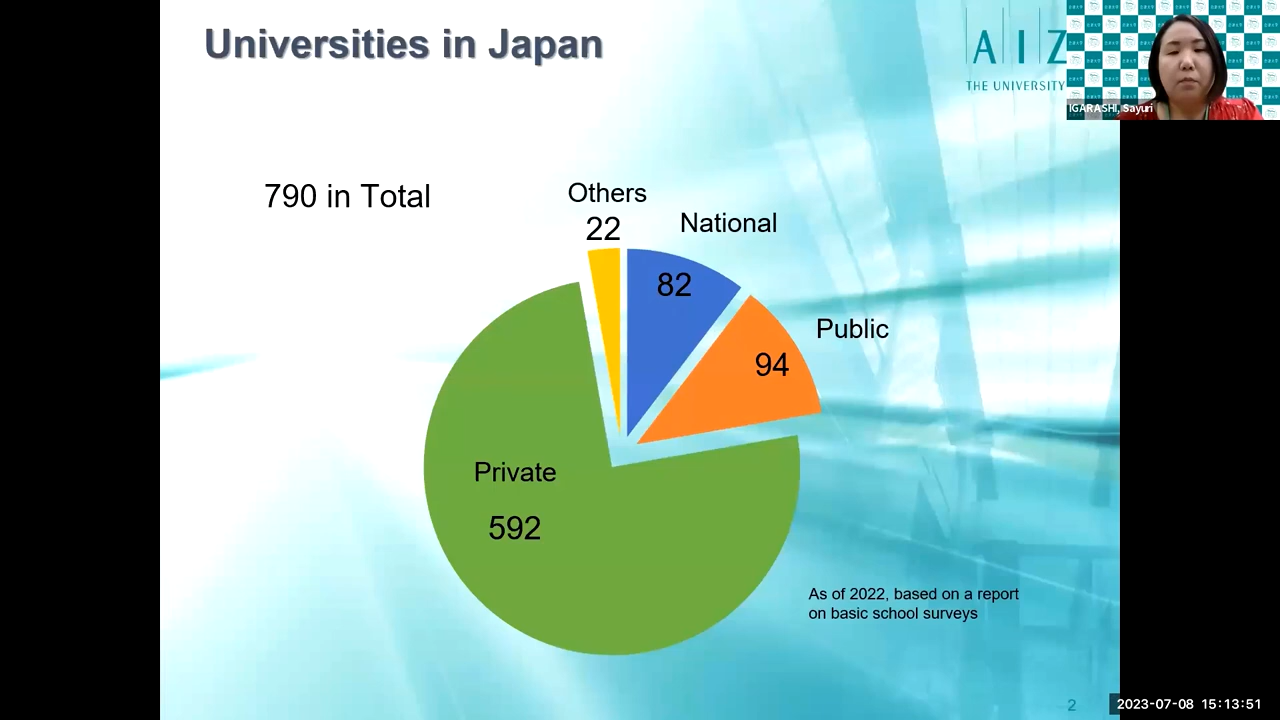 Universities in Japan
AIZ
THE UNIVERSITY
IGARASHI, Sayuri
790 in Total
Others
22
National
82
Public
94
Private
592
As of 2022, based on a report
on basic school surveys
2
2023-07-08 15:13:51